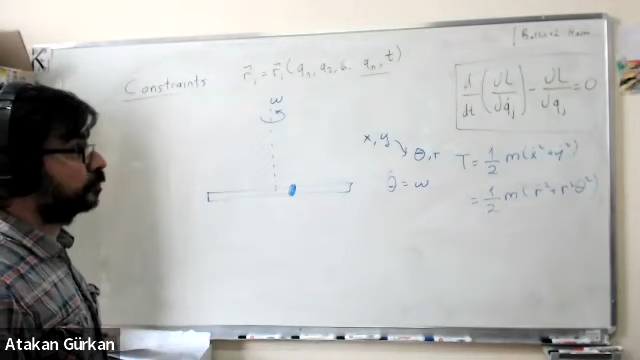 Constraints
r⃗ᵢ = r⃗ᵢ(q₁, q₂, ... qₙ, t)
d/dt (∂L/∂q̇ⱼ) − ∂L/∂qⱼ = 0
ω
x, y
θ, r
θ̇ = ω
T = 1/2 m(ẋ² + ẏ²)
= 1/2 m(ṙ² + r²θ̇²)
Atakan Gürkan